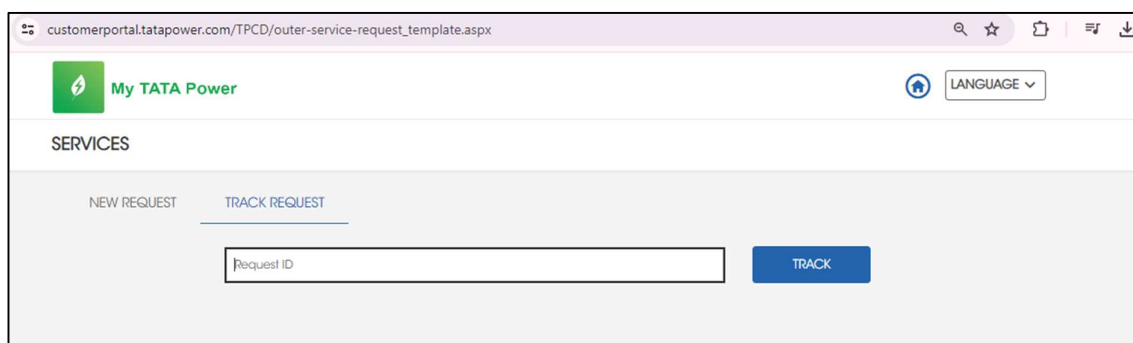 customerportal.tatapower.com/TPCD/outer-service-request_template.aspx
My TATA Power
LANGUAGE
SERVICES
NEW REQUEST TRACK REQUEST
Request ID TRACK